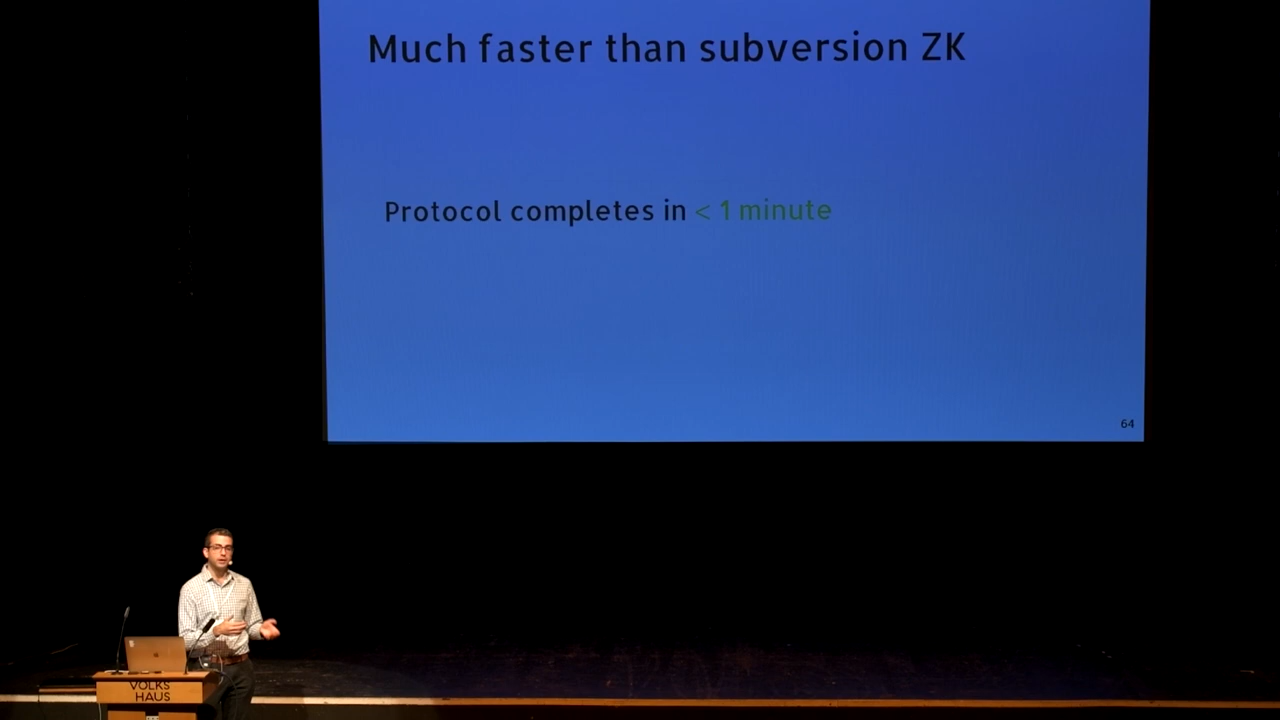 Much faster than subversion ZK
Protocol completes in < 1 minute
64
VOLKS
HAUS